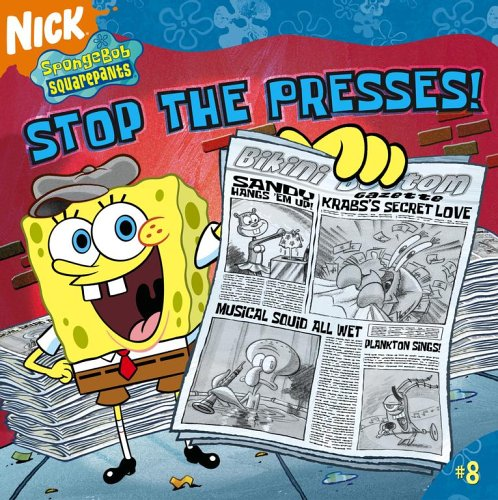 NICK
SpongeBob
SQUAREPANTS
STOP THE PRESSES!
Bikini Bottom
gazette
SANDY
HANGS 'EM UP!
KRABS'S SECRET LOVE
MUSICAL SQUID ALL WET
PLANKTON SINGS!
#8